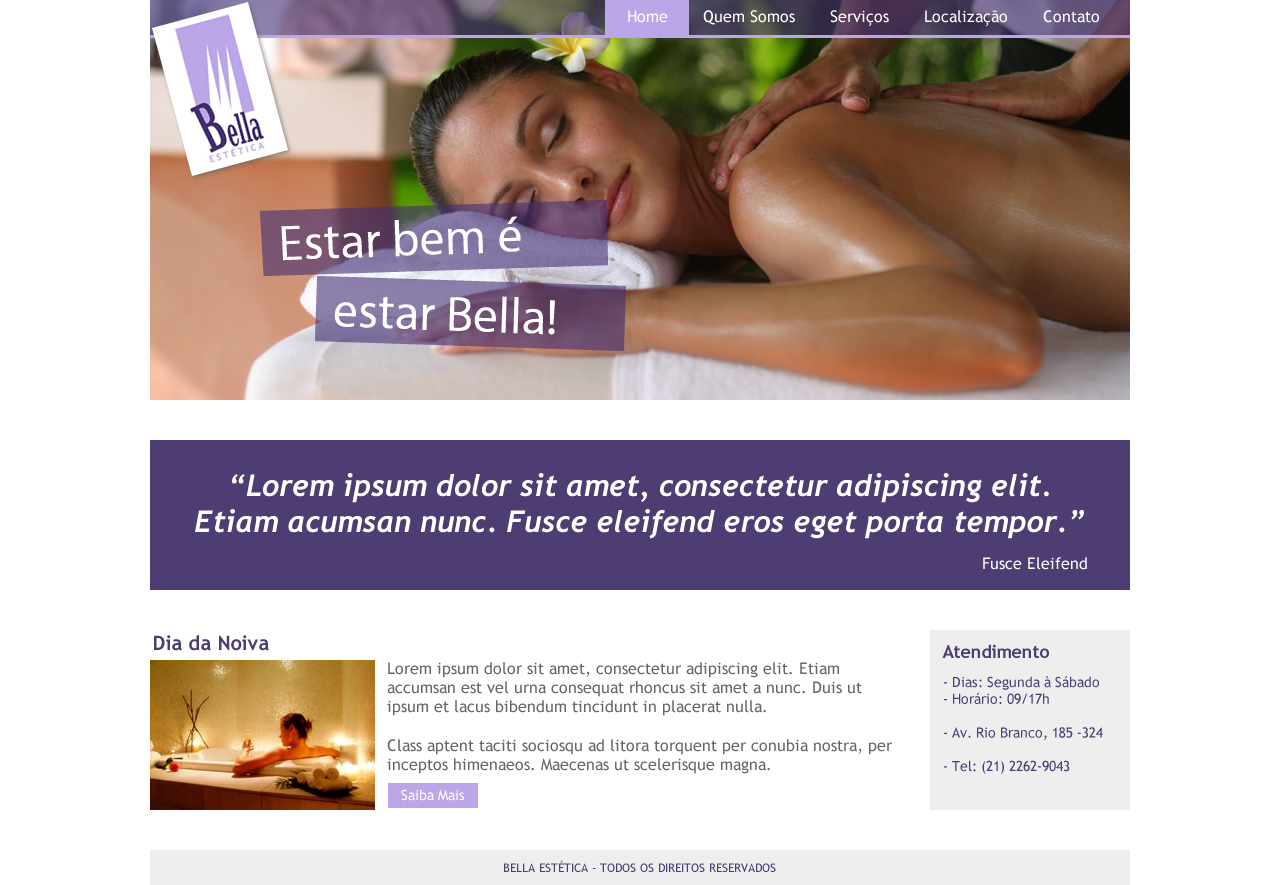 Home Quem Somos Serviços Localização Contato
Bella
ESTÉTICA
Estar bem é
estar Bella!
“Lorem ipsum dolor sit amet, consectetur adipiscing elit.
Etiam acumsan nunc. Fusce eleifend eros eget porta tempor.”
Fusce Eleifend
Dia da Noiva
Lorem ipsum dolor sit amet, consectetur adipiscing elit. Etiam
accumsan est vel urna consequat rhoncus sit amet a nunc. Duis ut
ipsum et lacus bibendum tincidunt in placerat nulla.
Class aptent taciti sociosqu ad litora torquent per conubia nostra, per
inceptos himenaeos. Maecenas ut scelerisque magna.
Saiba Mais
Atendimento
- Dias: Segunda à Sábado
- Horário: 09/17h
- Av. Rio Branco, 185 -324
- Tel: (21) 2262-9043
BELLA ESTÉTICA - TODOS OS DIREITOS RESERVADOS